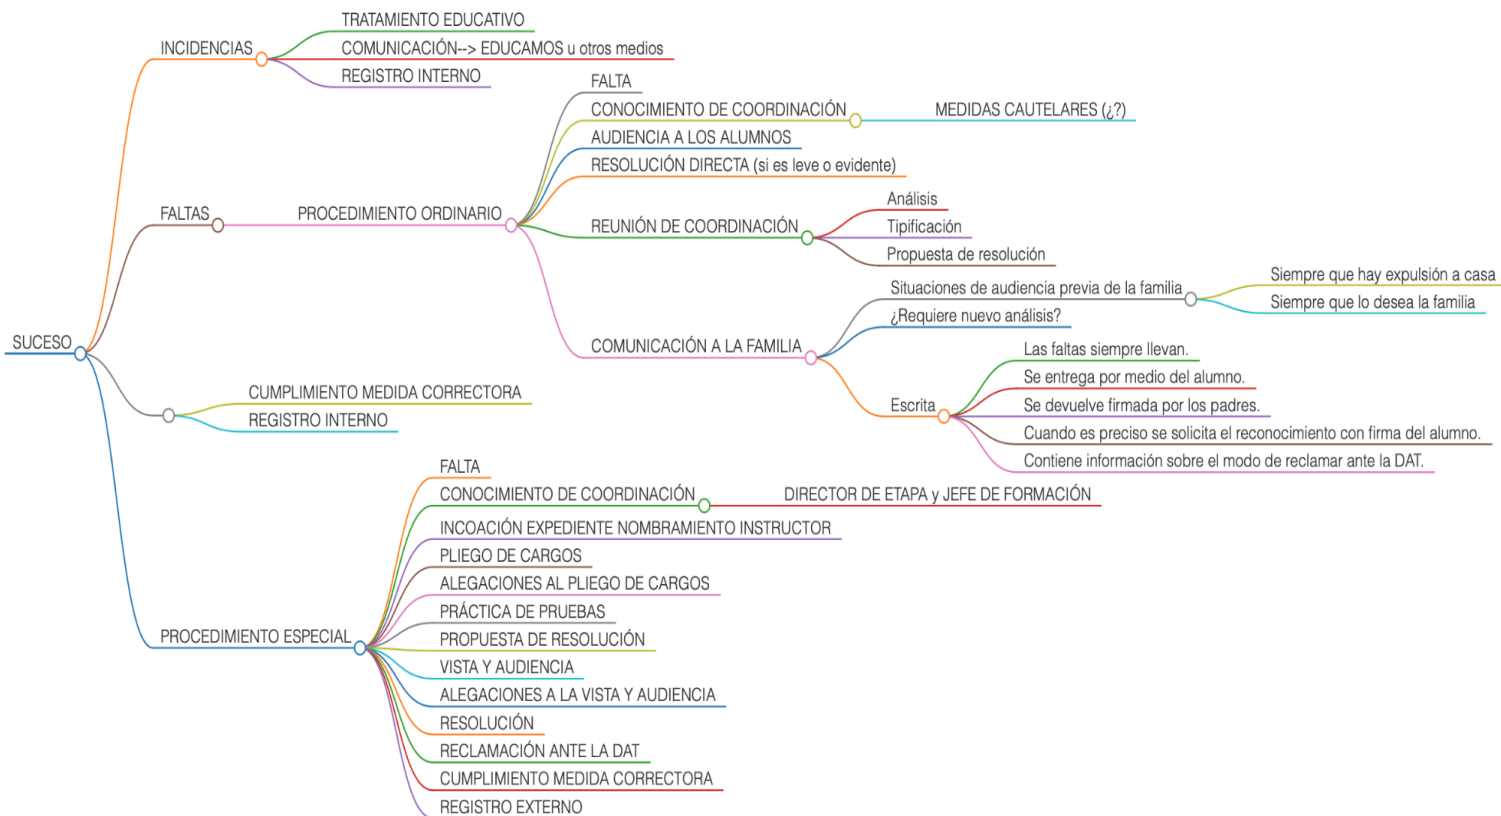 SUCESO
INCIDENCIAS
TRATAMIENTO EDUCATIVO
COMUNICACIÓN--> EDUCAMOS u otros medios
REGISTRO INTERNO
FALTAS
PROCEDIMIENTO ORDINARIO
FALTA
CONOCIMIENTO DE COORDINACIÓN
MEDIDAS CAUTELARES (¿?)
AUDIENCIA A LOS ALUMNOS
RESOLUCIÓN DIRECTA (si es leve o evidente)
REUNIÓN DE COORDINACIÓN
Análisis
Tipificación
Propuesta de resolución
COMUNICACIÓN A LA FAMILIA
Situaciones de audiencia previa de la familia
Siempre que hay expulsión a casa
Siempre que lo desea la familia
¿Requiere nuevo análisis?
Escrita
Las faltas siempre llevan.
Se entrega por medio del alumno.
Se devuelve firmada por los padres.
Cuando es preciso se solicita el reconocimiento con firma del alumno.
Contiene información sobre el modo de reclamar ante la DAT.
CUMPLIMIENTO MEDIDA CORRECTORA
REGISTRO INTERNO
PROCEDIMIENTO ESPECIAL
FALTA
CONOCIMIENTO DE COORDINACIÓN
DIRECTOR DE ETAPA y JEFE DE FORMACIÓN
INCOACIÓN EXPEDIENTE NOMBRAMIENTO INSTRUCTOR
PLIEGO DE CARGOS
ALEGACIONES AL PLIEGO DE CARGOS
PRÁCTICA DE PRUEBAS
PROPUESTA DE RESOLUCIÓN
VISTA Y AUDIENCIA
ALEGACIONES A LA VISTA Y AUDIENCIA
RESOLUCIÓN
RECLAMACIÓN ANTE LA DAT
CUMPLIMIENTO MEDIDA CORRECTORA
REGISTRO EXTERNO